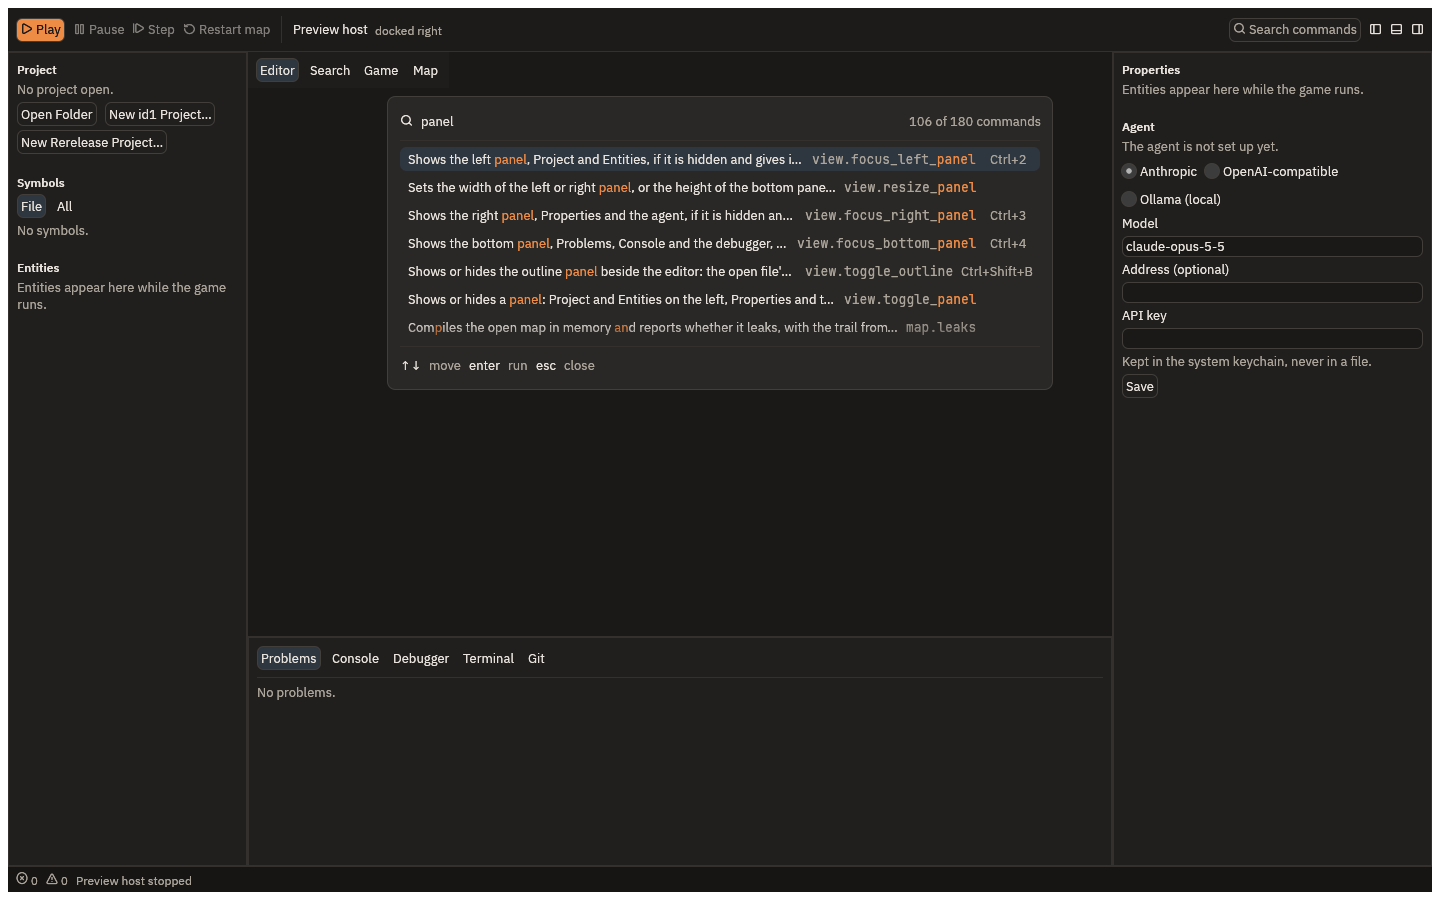 Play Pause Step Restart map Preview host docked right Search commands
Project
No project open.
Open Folder New id1 Project...
New Rerelease Project...
Symbols
File All
No symbols.
Entities
Entities appear here while the game
runs.
Editor Search Game Map
panel 106 of 180 commands
Shows the left panel, Project and Entities, if it is hidden and gives i... view.focus_left_panel Ctrl+2
Sets the width of the left or right panel, or the height of the bottom pane... view.resize_panel
Shows the right panel, Properties and the agent, if it is hidden an... view.focus_right_panel Ctrl+3
Shows the bottom panel, Problems, Console and the debugger, ... view.focus_bottom_panel Ctrl+4
Shows or hides the outline panel beside the editor: the open file'... view.toggle_outline Ctrl+Shift+B
Shows or hides a panel: Project and Entities on the left, Properties and t... view.toggle_panel
Compiles the open map in memory and reports whether it leaks, with the trail from... map.leaks
↑↓ move enter run esc close
Problems Console Debugger Terminal Git
No problems.
Properties
Entities appear here while the game runs.
Agent
The agent is not set up yet.
Anthropic OpenAI-compatible
Ollama (local)
Model
claude-opus-5-5
Address (optional)
API key
Kept in the system keychain, never in a file.
Save
0 0 Preview host stopped